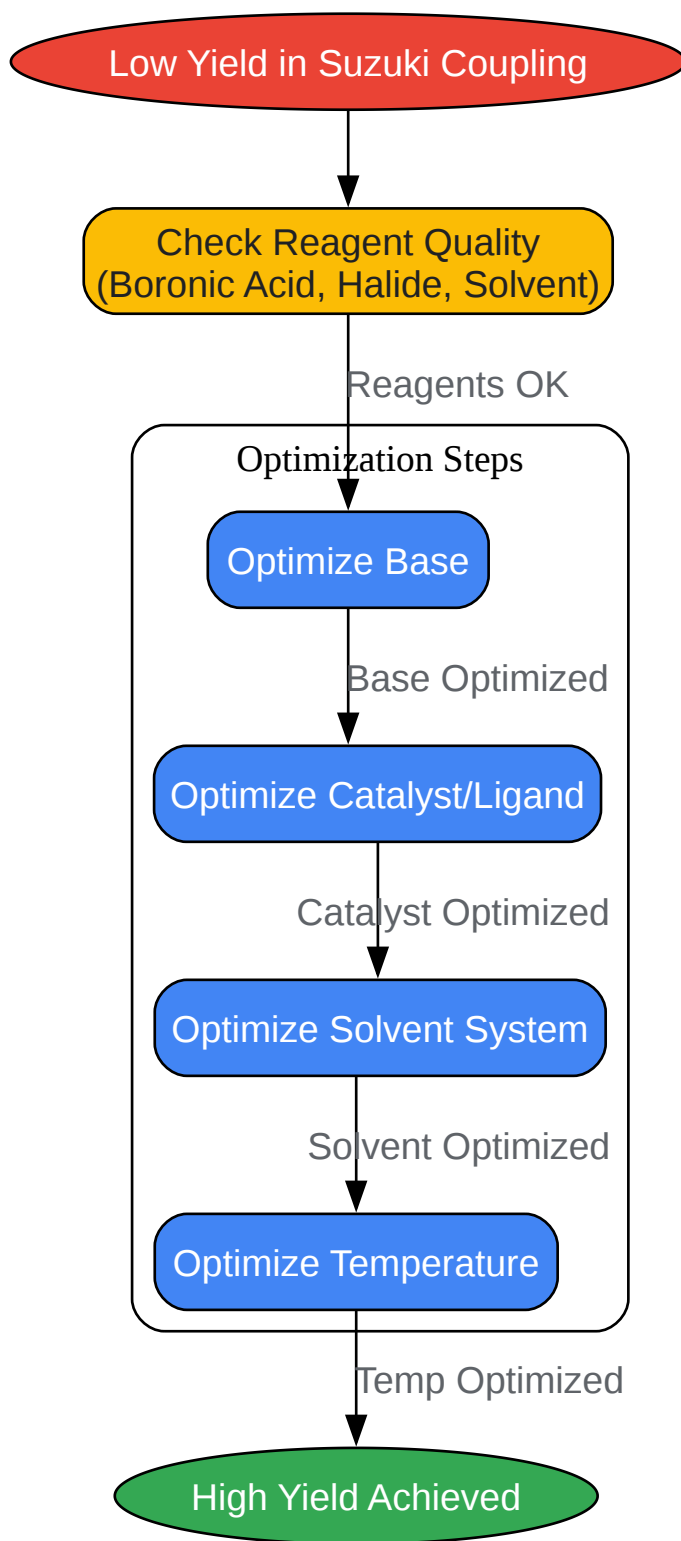 Low Yield in Suzuki Coupling
Check Reagent Quality
(Boronic Acid, Halide, Solvent)
Reagents OK
Optimization Steps
Optimize Base
Base Optimized
Optimize Catalyst/Ligand
Catalyst Optimized
Optimize Solvent System
Solvent Optimized
Optimize Temperature
Temp Optimized
High Yield Achieved